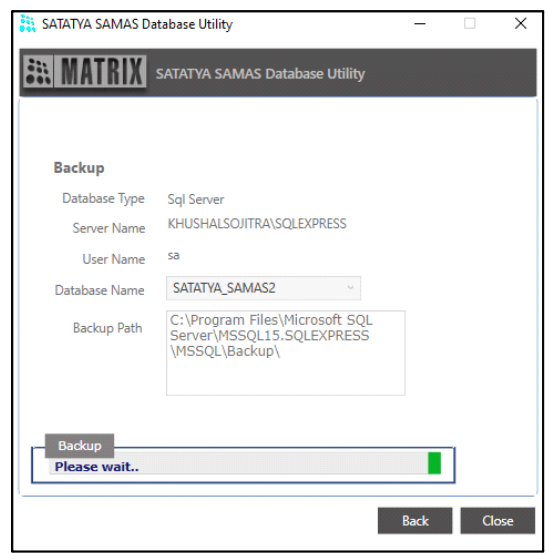 SATATYA SAMAS Database Utility
MATRIX SATATYA SAMAS Database Utility
Backup
Database Type Sql Server
Server Name KHUSHALSOJITRA\SQLEXPRESS
User Name sa
Database Name SATATYA_SAMAS2
Backup Path C:\Program Files\Microsoft SQL
Server\MSSQL15.SQLEXPRESS
\MSSQL\Backup\
Backup
Please wait..
Back Close